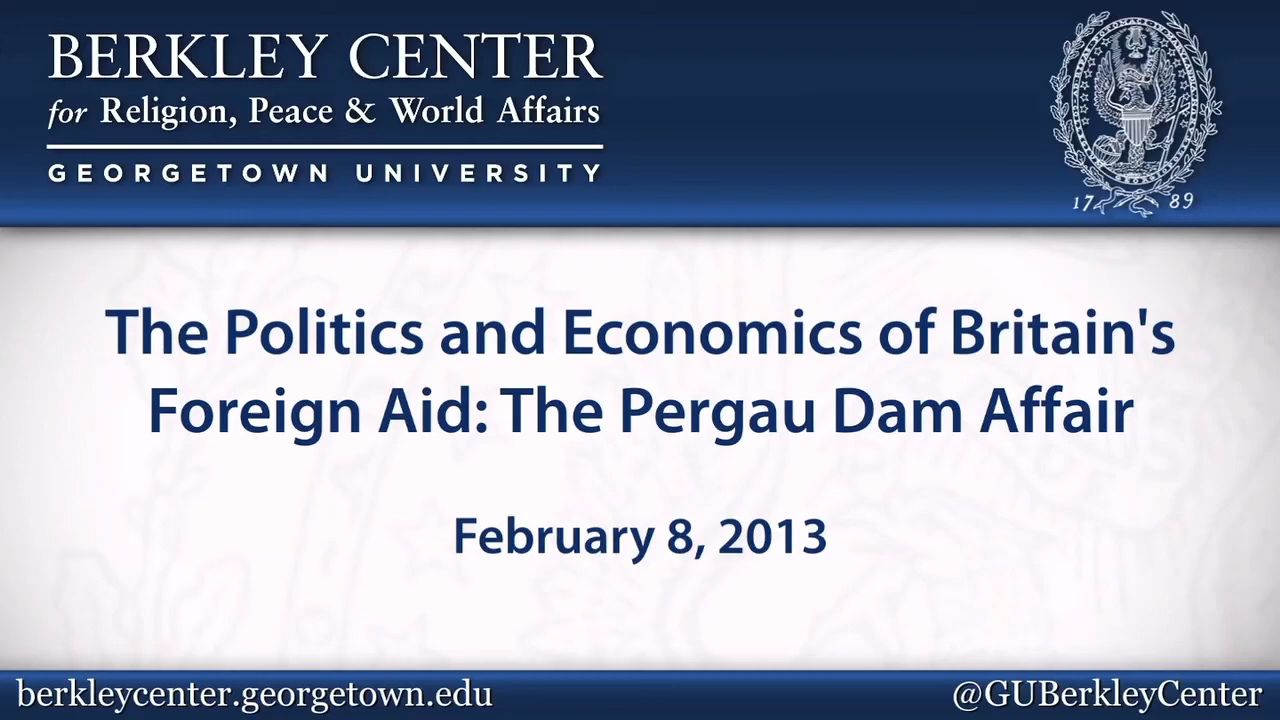 BERKLEY CENTER
for Religion, Peace & World Affairs
GEORGETOWN UNIVERSITY
17 89
The Politics and Economics of Britain's
Foreign Aid: The Pergau Dam Affair
February 8, 2013
berkleycenter.georgetown.edu
@GUBerkleyCenter